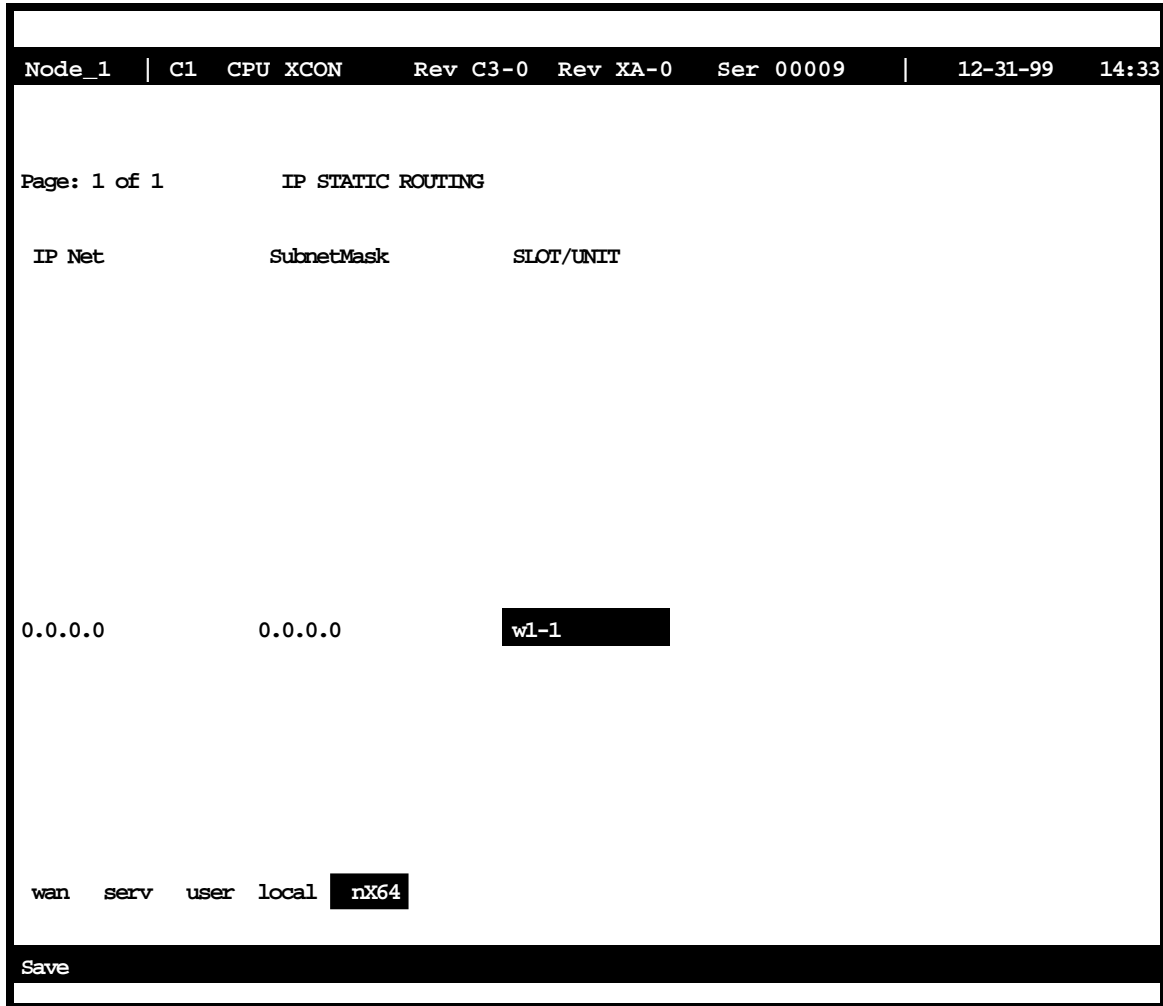 Node_1 | C1 CPU XCON Rev C3-0 Rev XA-0 Ser 00009 | 12-31-99 14:33
Page: 1 of 1 IP STATIC ROUTING
IP Net SubnetMask SLOT/UNIT
0.0.0.0 0.0.0.0 w1-1
wan serv user local nX64
Save